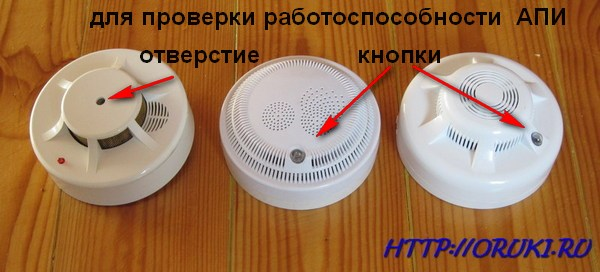 для проверки работоспособности АПИ
отверстие кнопки
HTTP://ORUKI.RU